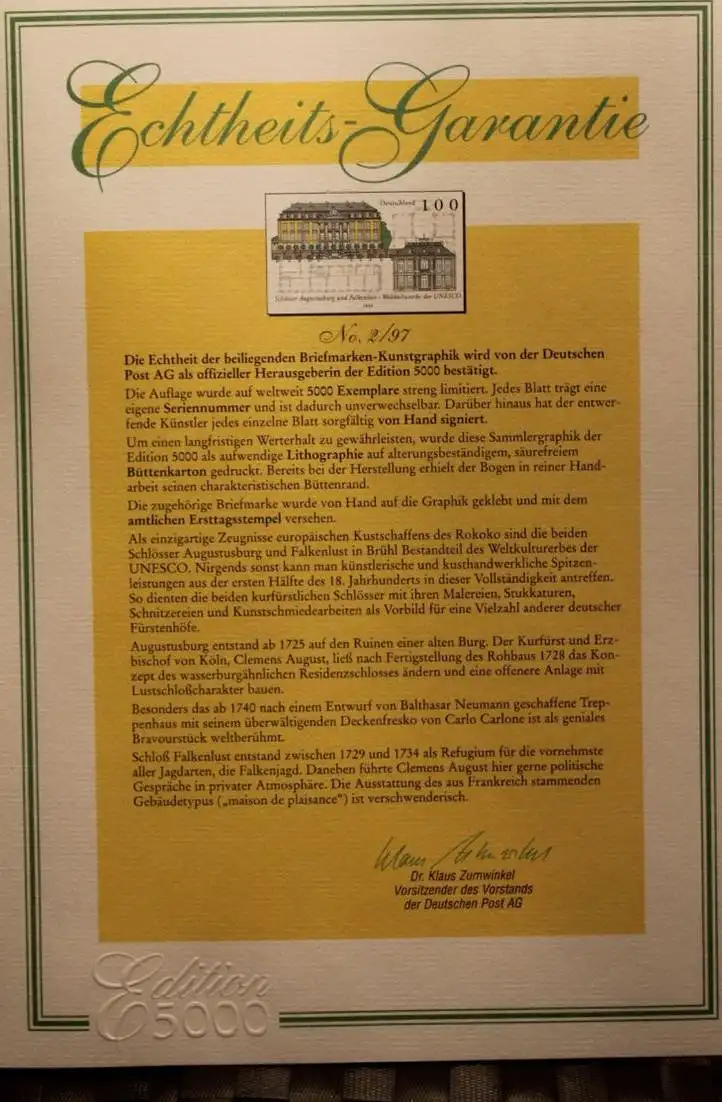 Echtheits-Garantie
Deutschland 100
Schlösser Augustusburg und Falkenlust - Weltkulturerbe der UNESCO
No. 2/97
Die Echtheit der beiliegenden Briefmarken-Kunstgraphik wird von der Deutschen
Post AG als offizieller Herausgeberin der Edition 5000 bestätigt.
Die Auflage wurde auf weltweit 5000 Exemplare streng limitiert. Jedes Blatt trägt eine
eigene Seriennummer und ist dadurch unverwechselbar. Darüber hinaus hat der entwer-
fende Künstler jedes einzelne Blatt sorgfältig von Hand signiert.
Um einen langfristigen Werterhalt zu gewährleisten, wurde diese Sammlergraphik der
Edition 5000 als aufwendige Lithographie auf alterungsbeständigem, säurefreiem
Büttenkarton gedruckt. Bereits bei der Herstellung erhielt der Bogen in reiner Hand-
arbeit seinen charakteristischen Büttenrand.
Die zugehörige Briefmarke wurde von Hand auf die Graphik geklebt und mit dem
amtlichen Ersttagsstempel versehen.
Als einzigartige Zeugnisse europäischen Kustschaffens des Rokoko sind die beiden
Schlösser Augustusburg und Falkenlust in Brühl Bestandteil des Weltkulturerbes der
UNESCO. Nirgends sonst kann man künstlerische und kusthandwerkliche Spitzen-
leistungen aus der ersten Hälfte des 18. Jahrhunderts in dieser Vollständigkeit antreffen.
So dienten die beiden kurfürstlichen Schlösser mit ihren Malereien, Stukkaturen,
Schnitzereien und Kunstschmiedearbeiten als Vorbild für eine Vielzahl anderer deutscher
Fürstenhöfe.
Augustusburg entstand ab 1725 auf den Ruinen einer alten Burg. Der Kurfürst und Erz-
bischof von Köln, Clemens August, ließ nach Fertigstellung des Rohbaus 1728 das Kon-
zept des wasserburgähnlichen Residenzschlosses ändern und eine offenere Anlage mit
Lustschloßcharakter bauen.
Besonders das ab 1740 nach einem Entwurf von Balthasar Neumann geschaffene Trep-
penhaus mit seinem überwältigenden Deckenfresko von Carlo Carlone ist als geniales
Bravourstück weltberühmt.
Schloß Falkenlust entstand zwischen 1729 und 1734 als Refugium für die vornehmste
aller Jagdarten, die Falkenjagd. Daneben führte Clemens August hier gerne politische
Gespräche in privater Atmosphäre. Die Ausstattung des aus Frankreich stammenden
Gebäudetypus („maison de plaisance") ist verschwenderisch.
Klaus Zumwinkel
Dr. Klaus Zumwinkel
Vorsitzender des Vorstands
der Deutschen Post AG
Edition
5000